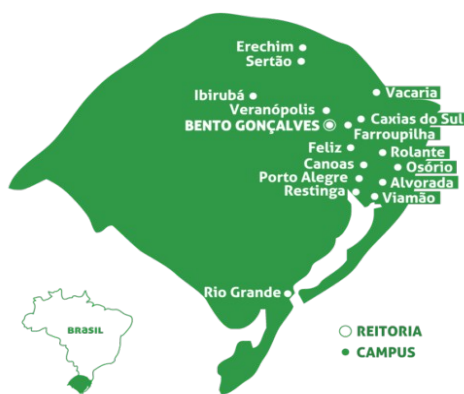 Erechim
Sertão
Ibirubá
Vacaria
Veranópolis
Caxias do Sul
BENTO GONÇALVES
Farroupilha
Feliz
Rolante
Canoas
Osório
Porto Alegre
Alvorada
Restinga
Viamão
Rio Grande
BRASIL
REITORIA
CAMPUS